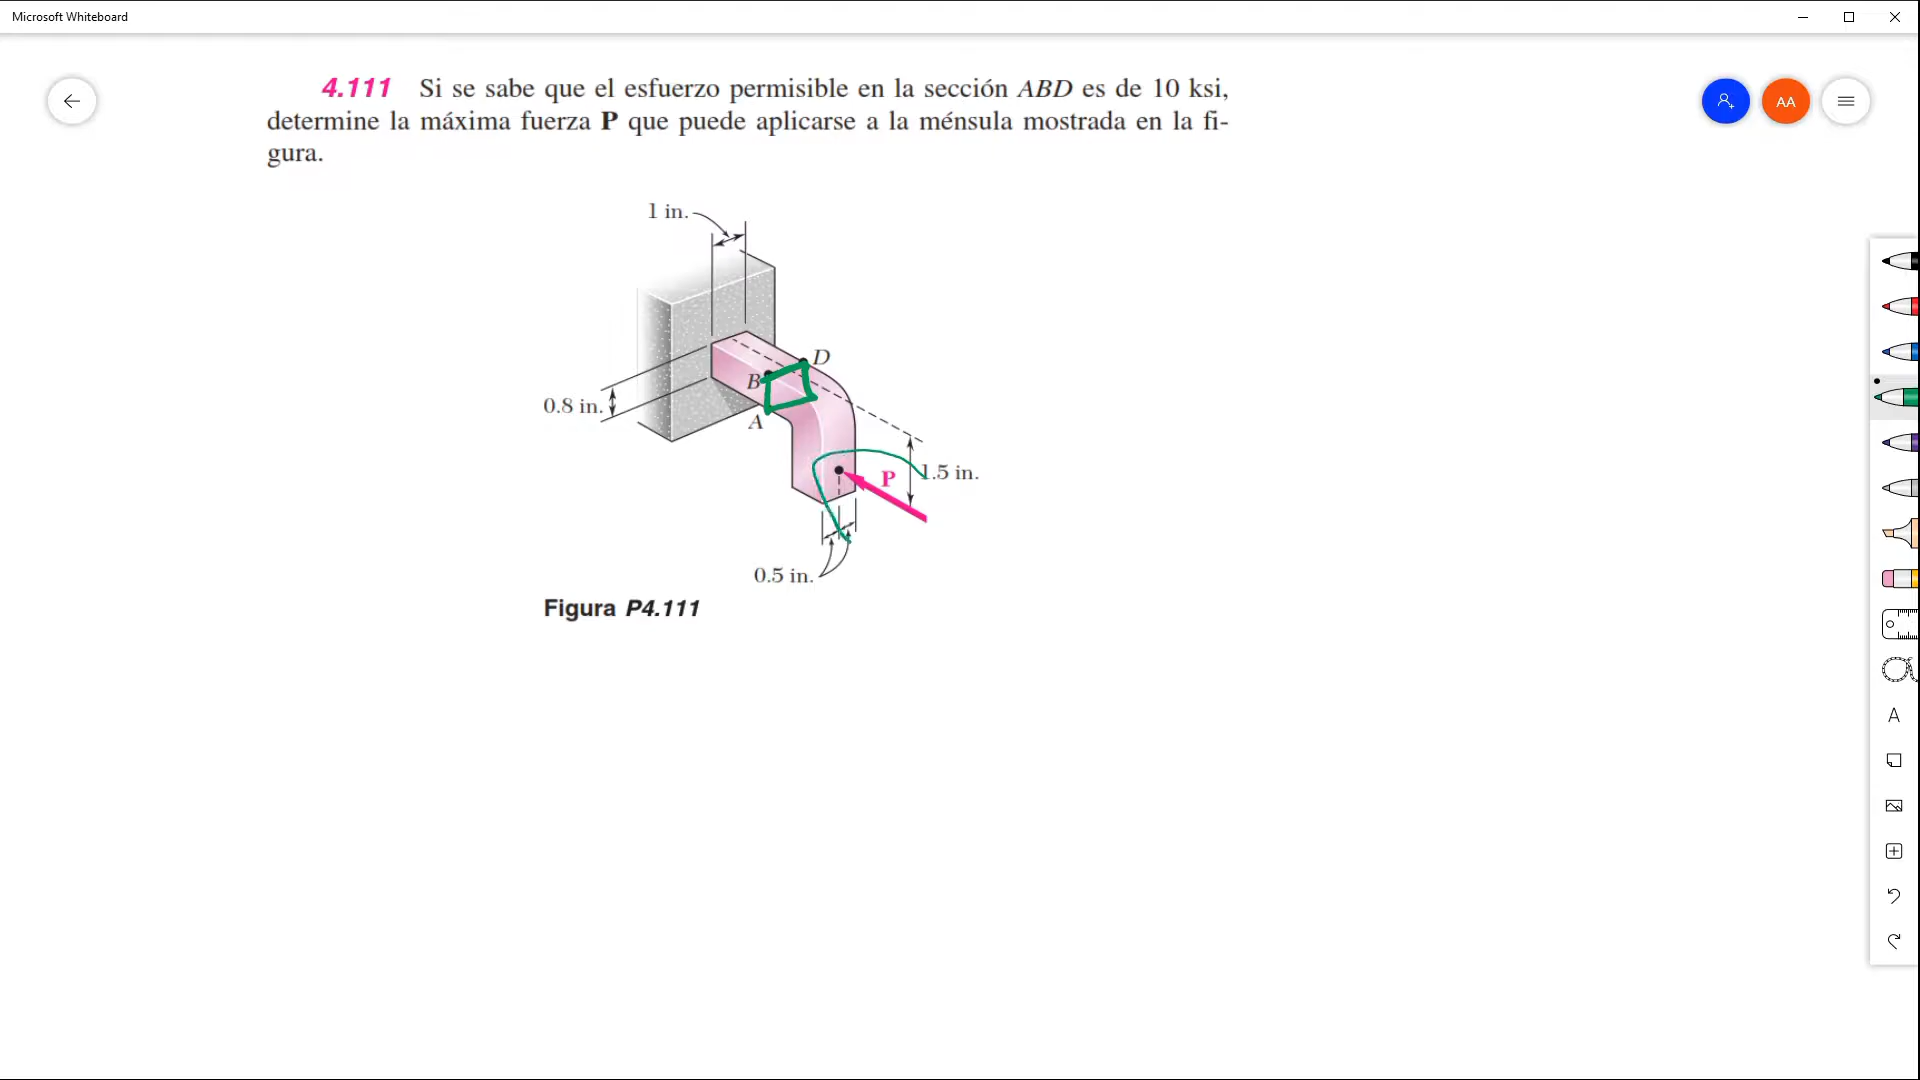 Microsoft Whiteboard
4.111 Si se sabe que el esfuerzo permisible en la sección ABD es de 10 ksi,
determine la máxima fuerza P que puede aplicarse a la ménsula mostrada en la fi-
gura.
AA
1 in.
D
B
0.8 in.
A
P
1.5 in.
0.5 in.
Figura P4.111
A